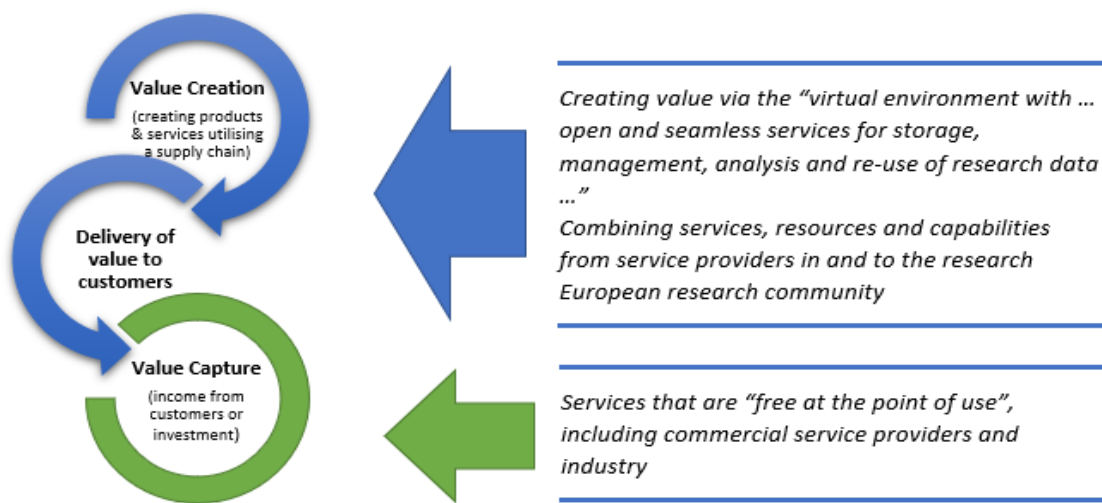 Value Creation
(creating products
& services utilising
a supply chain)
Delivery of
value to
customers
Value Capture
(income from
customers or
investment)
Creating value via the “virtual environment with …
open and seamless services for storage,
management, analysis and re-use of research data
…”
Combining services, resources and capabilities
from service providers in and to the research
European research community
Services that are “free at the point of use”,
including commercial service providers and
industry